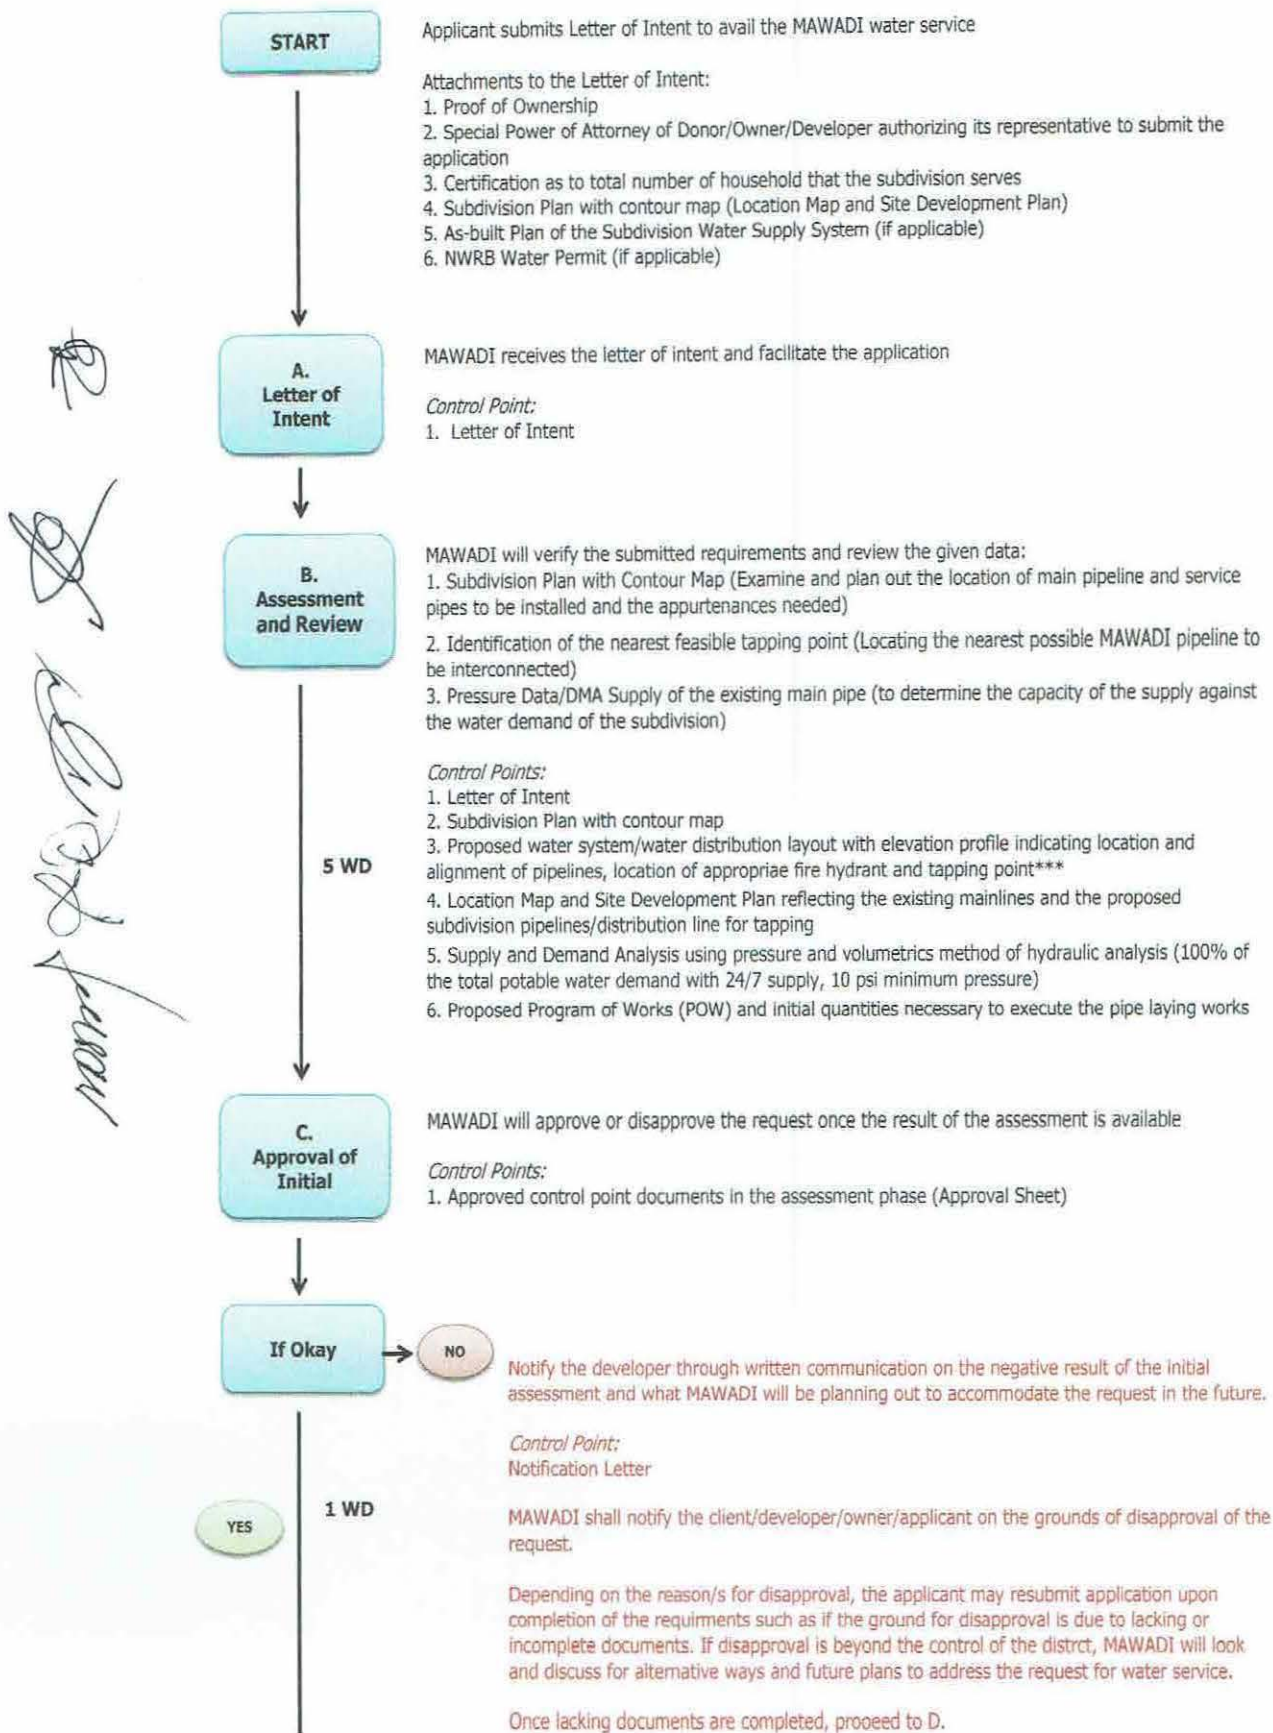 START
Applicant submits Letter of Intent to avail the MAWADI water service
Attachments to the Letter of Intent:
1. Proof of Ownership
2. Special Power of Attorney of Donor/Owner/Developer authorizing its representative to submit the
application
3. Certification as to total number of household that the subdivision serves
4. Subdivision Plan with contour map (Location Map and Site Development Plan)
5. As-built Plan of the Subdivision Water Supply System (if applicable)
6. NWRB Water Permit (if applicable)
A.
Letter of
Intent
MAWADI receives the letter of intent and facilitate the application
Control Point:
1. Letter of Intent
B.
Assessment
and Review
MAWADI will verify the submitted requirements and review the given data:
1. Subdivision Plan with Contour Map (Examine and plan out the location of main pipeline and service
pipes to be installed and the appurtenances needed)
2. Identification of the nearest feasible tapping point (Locating the nearest possible MAWADI pipeline to
be interconnected)
3. Pressure Data/DMA Supply of the existing main pipe (to determine the capacity of the supply against
the water demand of the subdivision)
Control Points:
1. Letter of Intent
2. Subdivision Plan with contour map
3. Proposed water system/water distribution layout with elevation profile indicating location and
alignment of pipelines, location of appropriae fire hydrant and tapping point***
4. Location Map and Site Development Plan reflecting the existing mainlines and the proposed
subdivision pipelines/distribution line for tapping
5. Supply and Demand Analysis using pressure and volumetrics method of hydraulic analysis (100% of
the total potable water demand with 24/7 supply, 10 psi minimum pressure)
6. Proposed Program of Works (POW) and initial quantities necessary to execute the pipe laying works
5 WD
C.
Approval of
Initial
MAWADI will approve or disapprove the request once the result of the assessment is available
Control Points:
1. Approved control point documents in the assessment phase (Approval Sheet)
If Okay
NO
Notify the developer through written communication on the negative result of the initial
assessment and what MAWADI will be planning out to accommodate the request in the future.
Control Point:
Notification Letter
YES
1 WD
MAWADI shall notify the client/developer/owner/applicant on the grounds of disapproval of the
request.
Depending on the reason/s for disapproval, the applicant may resubmit application upon
completion of the requirments such as if the ground for disapproval is due to lacking or
incomplete documents. If disapproval is beyond the control of the distrct, MAWADI will look
and discuss for alternative ways and future plans to address the request for water service.
Once lacking documents are completed, proceed to D.